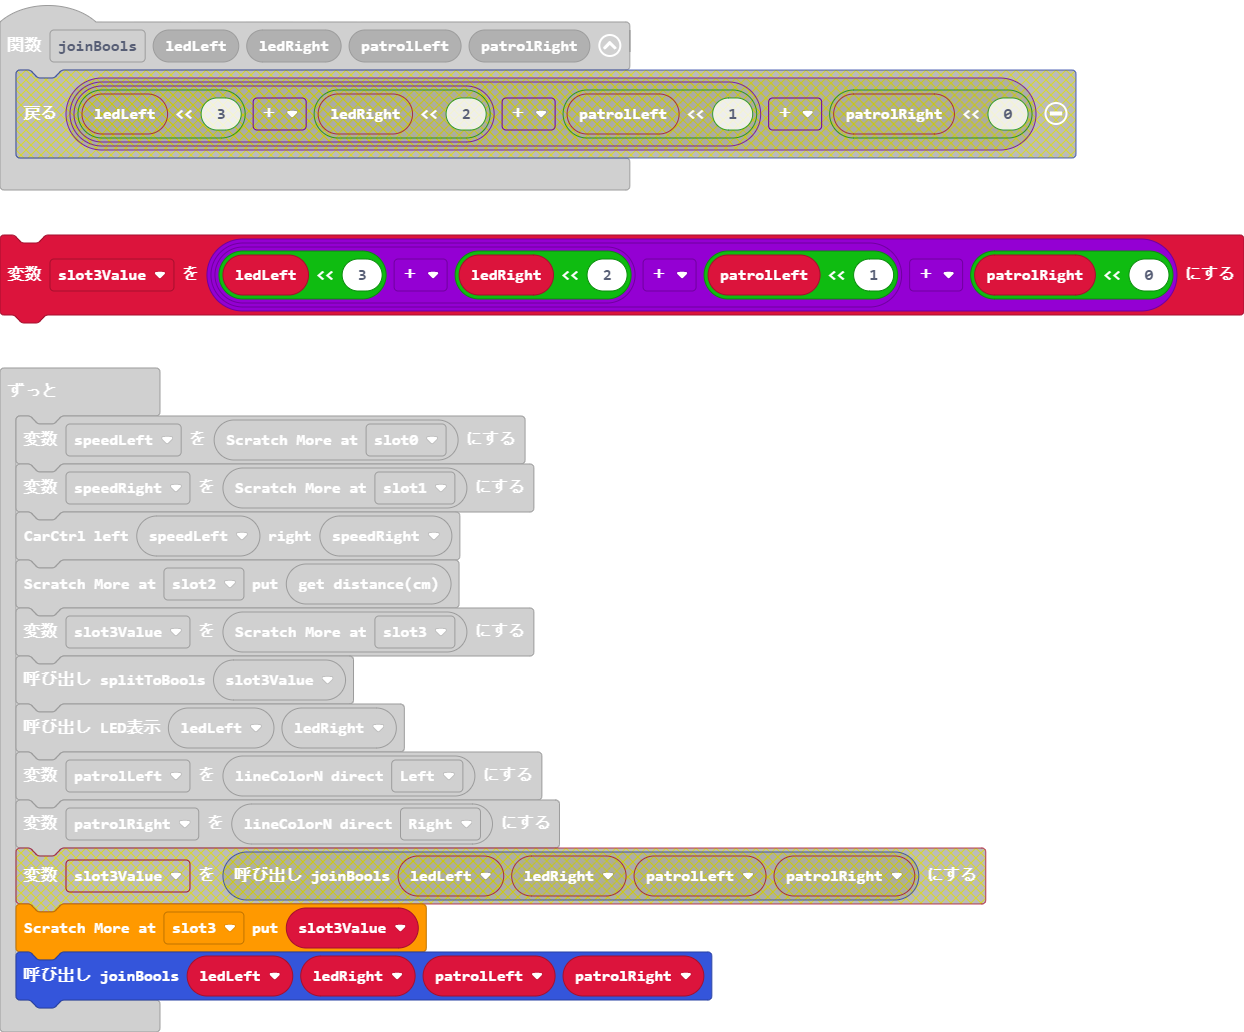 関数 joinBools ledLeft ledRight patrolLeft patrolRight
戻る ledLeft << 3 + ledRight << 2 + patrolLeft << 1 + patrolRight << 0
変数 slot3Value を ledLeft << 3 + ledRight << 2 + patrolLeft << 1 + patrolRight << 0 にする
ずっと
変数 speedLeft を Scratch More at slot0 にする
変数 speedRight を Scratch More at slot1 にする
CarCtrl left speedLeft right speedRight
Scratch More at slot2 put get distance(cm)
変数 slot3Value を Scratch More at slot3 にする
呼び出し splitToBools slot3Value
呼び出し LED表示 ledLeft ledRight
変数 patrolLeft を lineColorN direct Left にする
変数 patrolRight を lineColorN direct Right にする
変数 slot3Value を 呼び出し joinBools ledLeft ledRight patrolLeft patrolRight にする
Scratch More at slot3 put slot3Value
呼び出し joinBools ledLeft ledRight patrolLeft patrolRight